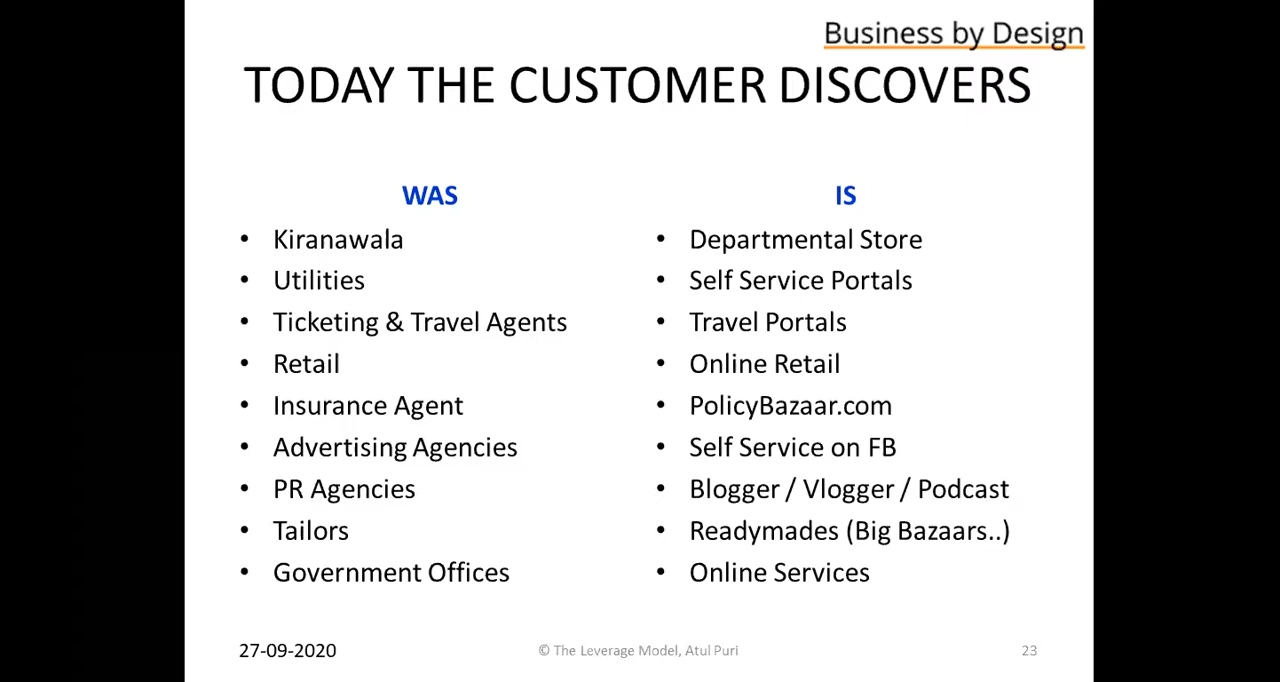 Business by Design
TODAY THE CUSTOMER DISCOVERS
WAS
• Kiranawala
• Utilities
• Ticketing & Travel Agents
• Retail
• Insurance Agent
• Advertising Agencies
• PR Agencies
• Tailors
• Government Offices
IS
• Departmental Store
• Self Service Portals
• Travel Portals
• Online Retail
• PolicyBazaar.com
• Self Service on FB
• Blogger / Vlogger / Podcast
• Readymades (Big Bazaars..)
• Online Services
27-09-2020
© The Leverage Model, Atul Puri
23